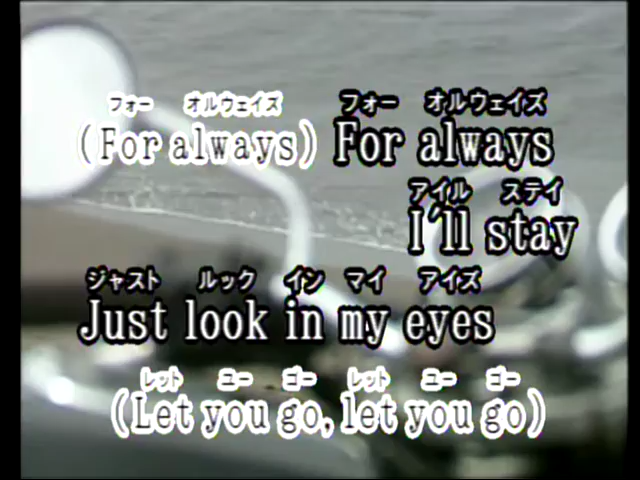 フォー オルウェイズ フォー オルウェイズ
(For always) For always
アイル ステイ
I'll stay
ジャスト ルック イン マイ アイズ
Just look in my eyes
レット ユー ゴー レット ユー ゴー
(Let you go, let you go)